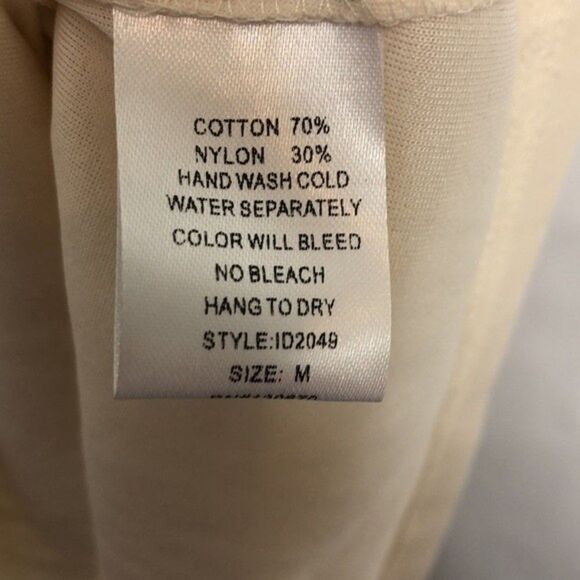 COTTON 70%
NYLON 30%
HAND WASH COLD
WATER SEPARATELY
COLOR WILL BLEED
NO BLEACH
HANG TO DRY
STYLE:ID2049
SIZE: M